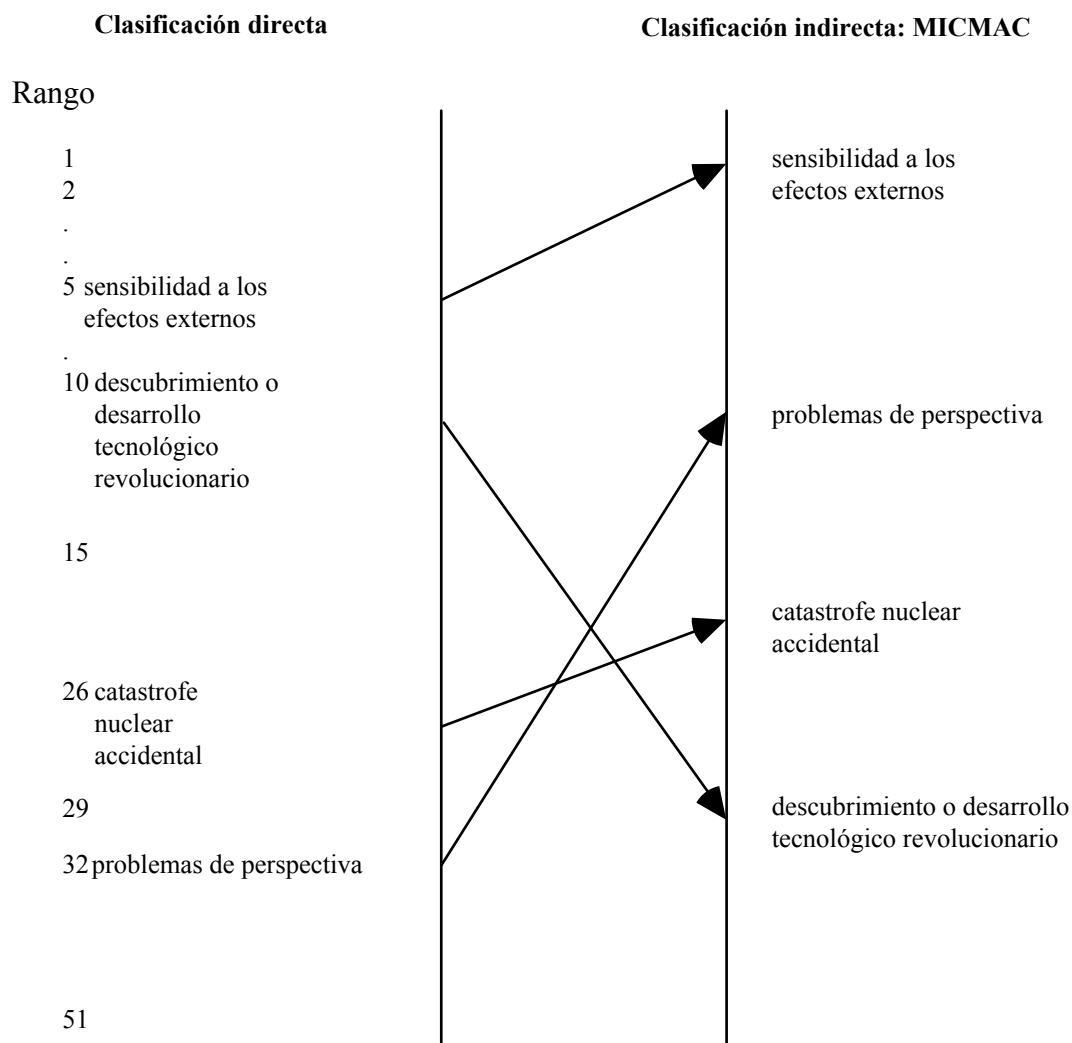 Clasificación directa
Clasificación indirecta: MICMAC
Rango
1
2
.
.
5 sensibilidad a los
efectos externos
.
10 descubrimiento o
desarrollo
tecnológico
revolucionario
15
26 catastrofe
nuclear
accidental
29
32 problemas de perspectiva
51
sensibilidad a los
efectos externos
problemas de perspectiva
catastrofe nuclear
accidental
descubrimiento o desarrollo
tecnológico revolucionario